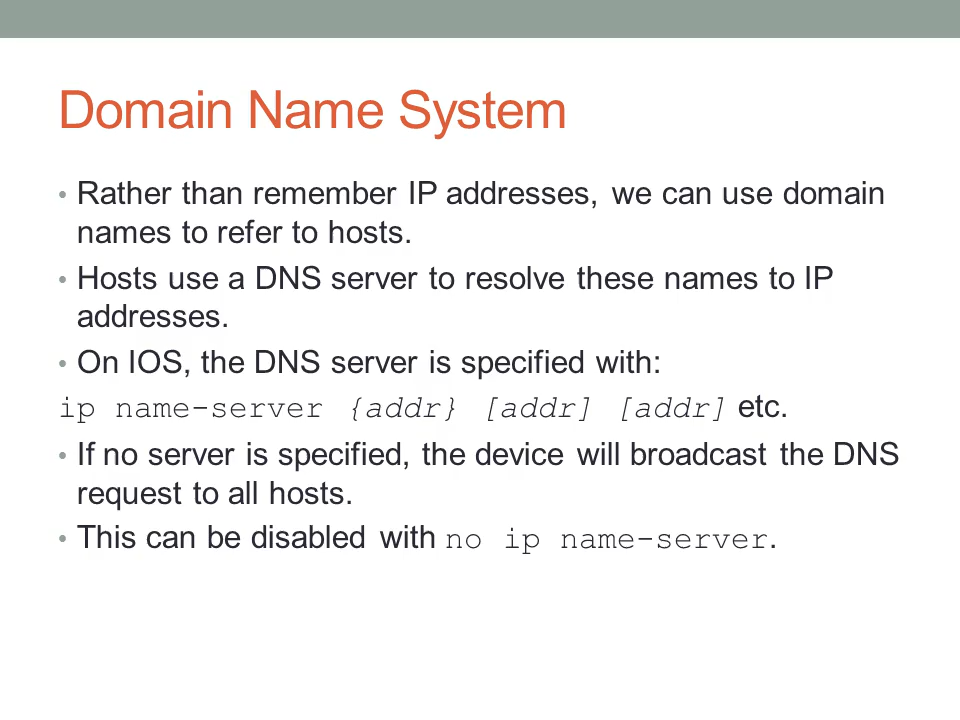 Domain Name System
• Rather than remember IP addresses, we can use domain
names to refer to hosts.
• Hosts use a DNS server to resolve these names to IP
addresses.
• On IOS, the DNS server is specified with:
ip name-server {addr} [addr] [addr] etc.
• If no server is specified, the device will broadcast the DNS
request to all hosts.
• This can be disabled with no ip name-server.